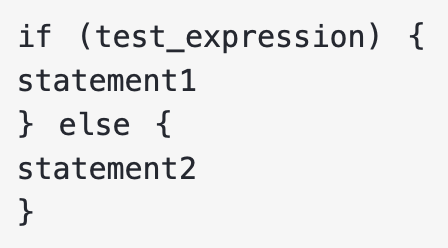 if (test_expression) {
statement1
} else {
statement2
}